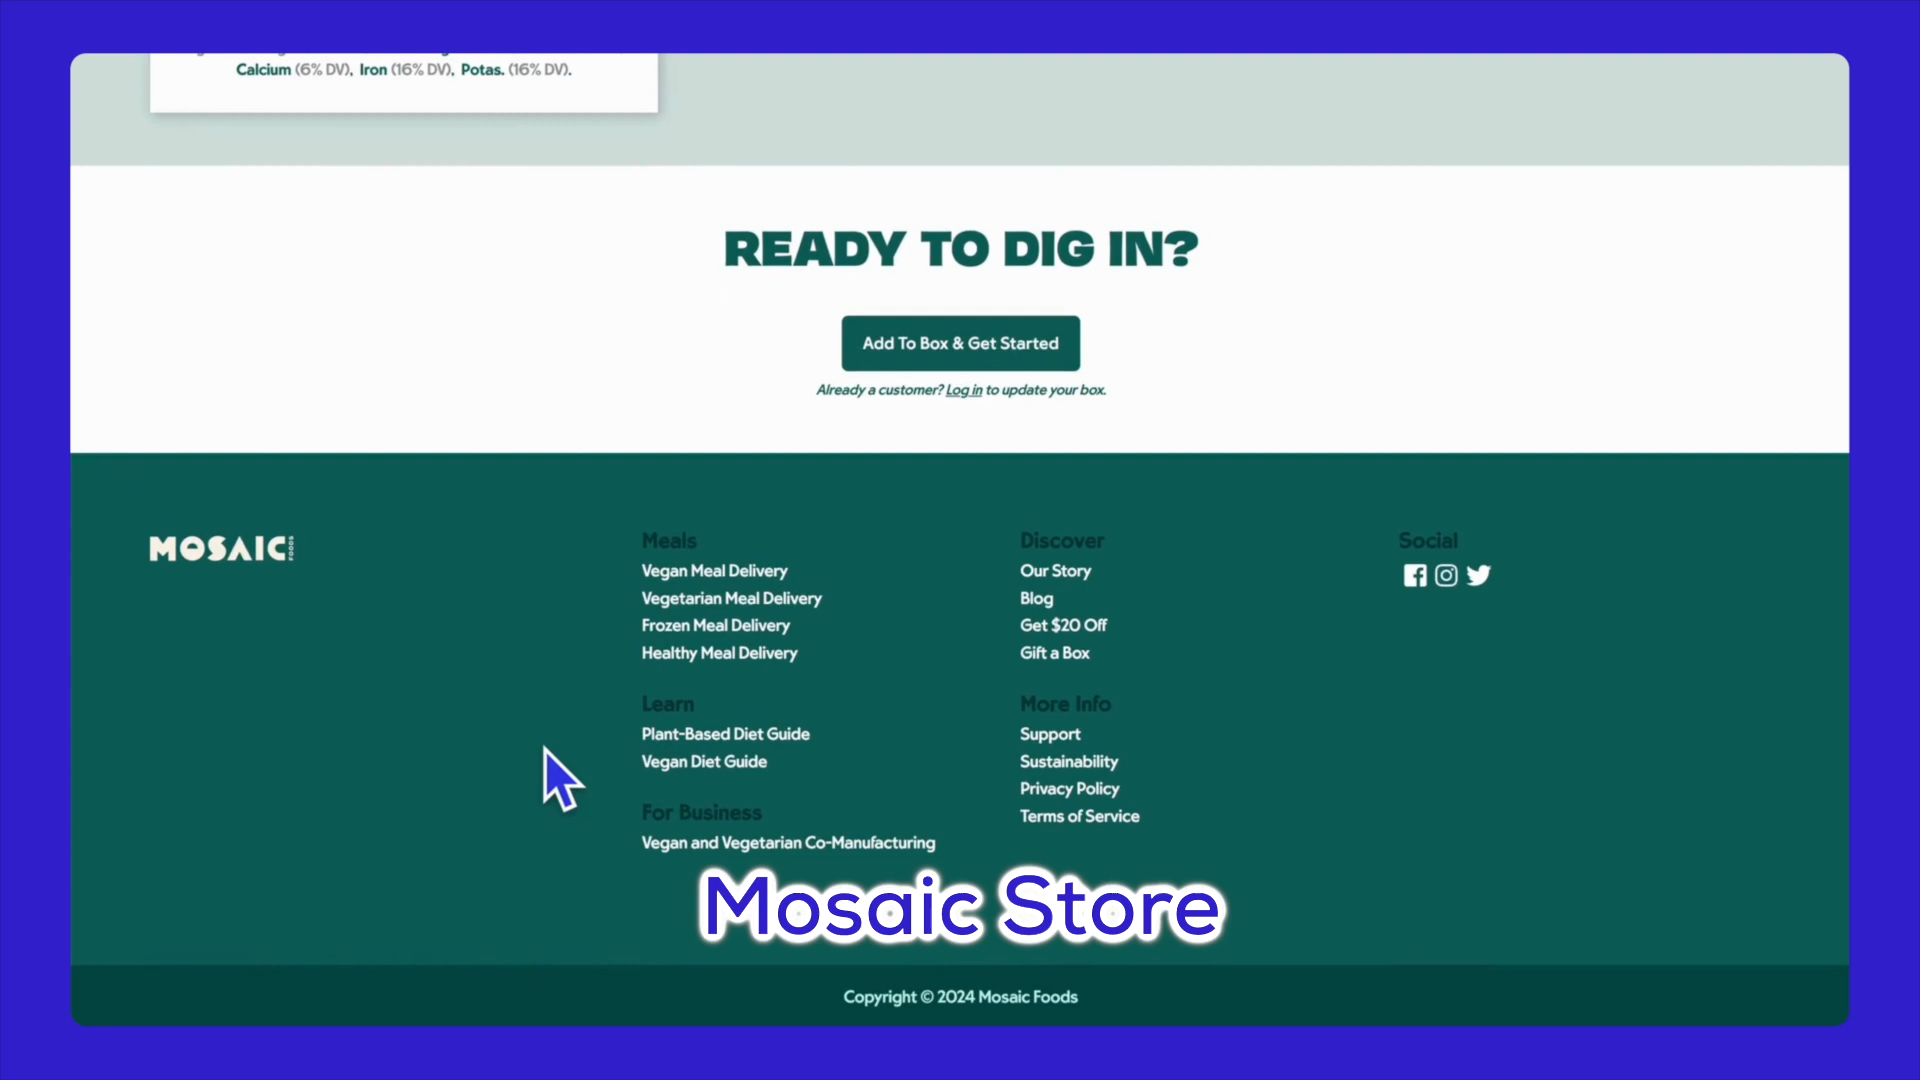 Calcium (6% DV), Iron (16% DV), Potas. (16% DV).
READY TO DIG IN?
Add To Box & Get Started
Already a customer? Log in to update your box.
MOSAIC FOODS
Meals
Vegan Meal Delivery
Vegetarian Meal Delivery
Frozen Meal Delivery
Healthy Meal Delivery
Learn
Plant-Based Diet Guide
Vegan Diet Guide
For Business
Vegan and Vegetarian Co-Manufacturing
Discover
Our Story
Blog
Get $20 Off
Gift a Box
More Info
Support
Sustainability
Privacy Policy
Terms of Service
Social
Mosaic Store
Copyright © 2024 Mosaic Foods